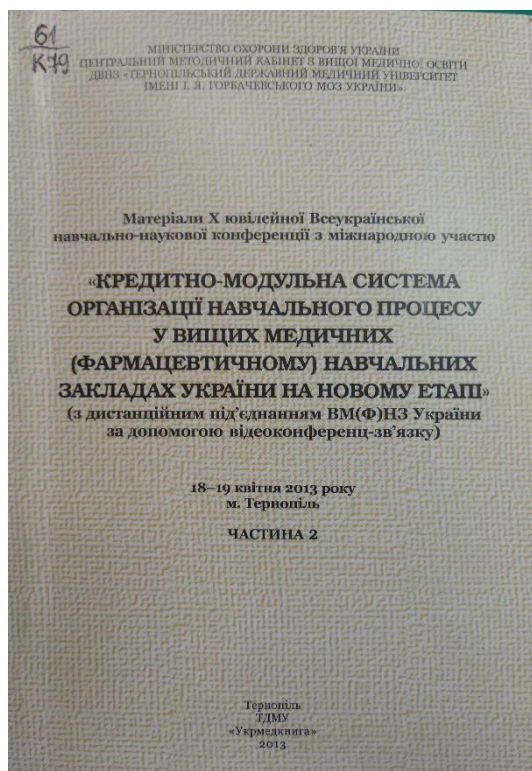 61
К79
МІНІСТЕРСТВО ОХОРОНИ ЗДОРОВ'Я УКРАЇНИ
ЦЕНТРАЛЬНИЙ МЕТОДИЧНИЙ КАБІНЕТ З ВИЩОЇ МЕДИЧНОЇ ОСВІТИ
ДВНЗ «ТЕРНОПІЛЬСЬКИЙ ДЕРЖАВНИЙ МЕДИЧНИЙ УНІВЕРСИТЕТ
ІМЕНІ І. Я. ГОРБАЧЕВСЬКОГО МОЗ УКРАЇНИ»
Матеріали X ювілейної Всеукраїнської
навчально-наукової конференції з міжнародною участю
«КРЕДИТНО-МОДУЛЬНА СИСТЕМА
ОРГАНІЗАЦІЇ НАВЧАЛЬНОГО ПРОЦЕСУ
У ВИЩИХ МЕДИЧНИХ
(ФАРМАЦЕВТИЧНОМУ) НАВЧАЛЬНИХ
ЗАКЛАДАХ УКРАЇНИ НА НОВОМУ ЕТАПІ»
(з дистанційним під'єднанням ВМ(Ф)НЗ України
за допомогою відеоконференц-зв'язку)
18–19 квітня 2013 року
м. Тернопіль
ЧАСТИНА 2
Тернопіль
ТДМУ
«Укрмедкнига»
2013